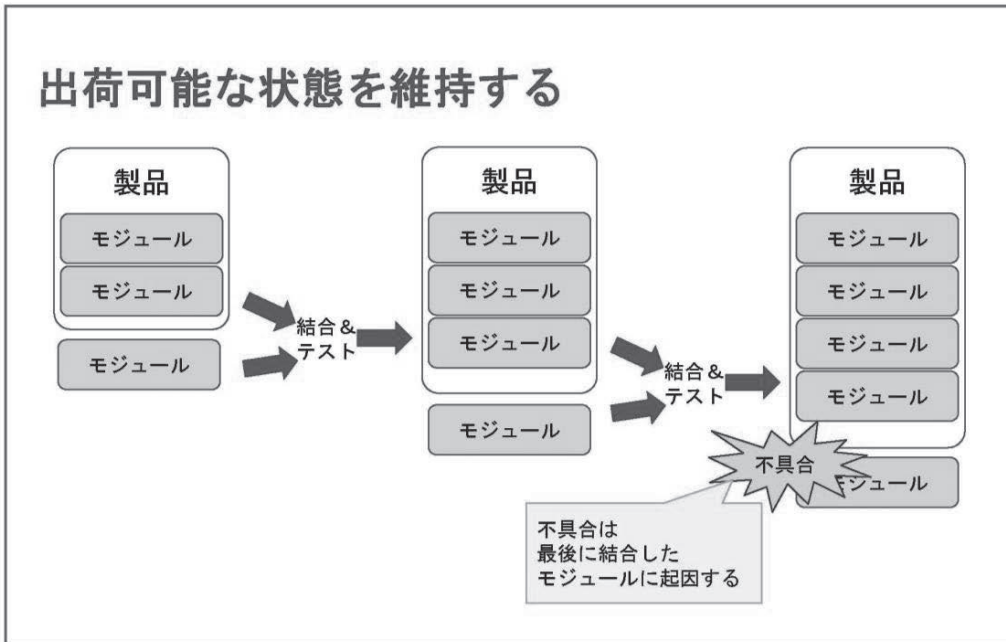 出荷可能な状態を維持する
製品
モジュール
モジュール
モジュール
結合&
テスト
製品
モジュール
モジュール
モジュール
モジュール
結合&
テスト
製品
モジュール
モジュール
モジュール
モジュール
モジュール
不具合
不具合は
最後に結合した
モジュールに起因する